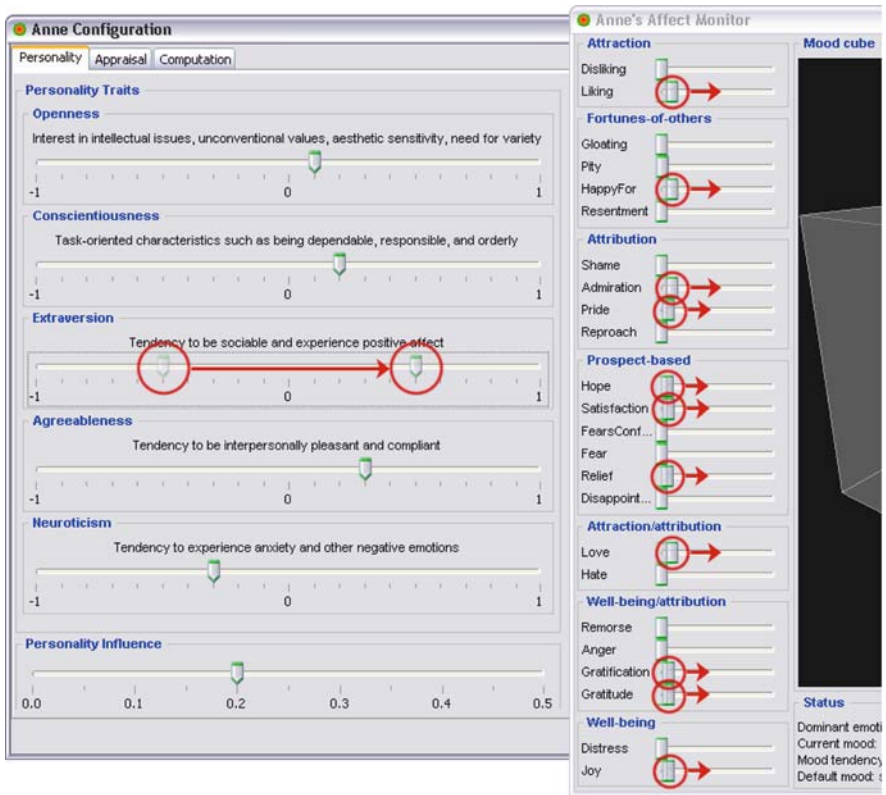 Anne Configuration
Personality Appraisal Computation
Personality Traits
Openness
Interest in intellectual issues, unconventional values, aesthetic sensitivity, need for variety
-1 0 1
Conscientiousness
Task-oriented characteristics such as being dependable, responsible, and orderly
-1 0 1
Extraversion
Tendency to be sociable and experience positive affect
-1 0 1
Agreeableness
Tendency to be interpersonally pleasant and compliant
-1 0 1
Neuroticism
Tendency to experience anxiety and other negative emotions
-1 0 1
Personality Influence
0.0 0.1 0.2 0.3 0.4 0.5
Anne's Affect Monitor
Attraction
Disliking
Liking
Fortunes-of-others
Gloating
Pity
HappyFor
Resentment
Attribution
Shame
Admiration
Pride
Reproach
Prospect-based
Hope
Satisfaction
FearsConf...
Fear
Relief
Disappoint...
Attraction/attribution
Love
Hate
Well-being/attribution
Remorse
Anger
Gratification
Gratitude
Well-being
Distress
Joy
Mood cube
Status
Dominant emoti
Current mood:
Mood tendency
Default mood: s